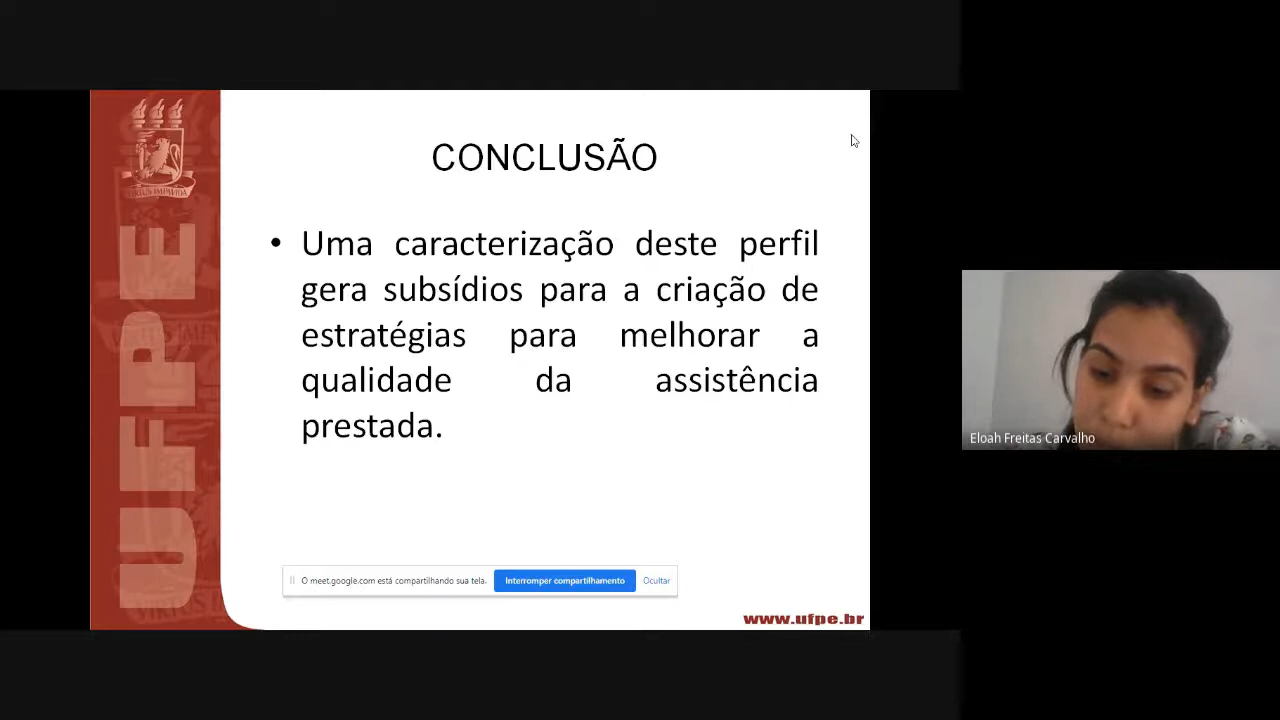 CONCLUSÃO
• Uma caracterização deste perfil
gera subsídios para a criação de
estratégias para melhorar a
qualidade da assistência
prestada.
UFPE
O meet.google.com está compartilhando sua tela. Interromper compartilhamento Ocultar
www.ufpe.br
Eloah Freitas Carvalho